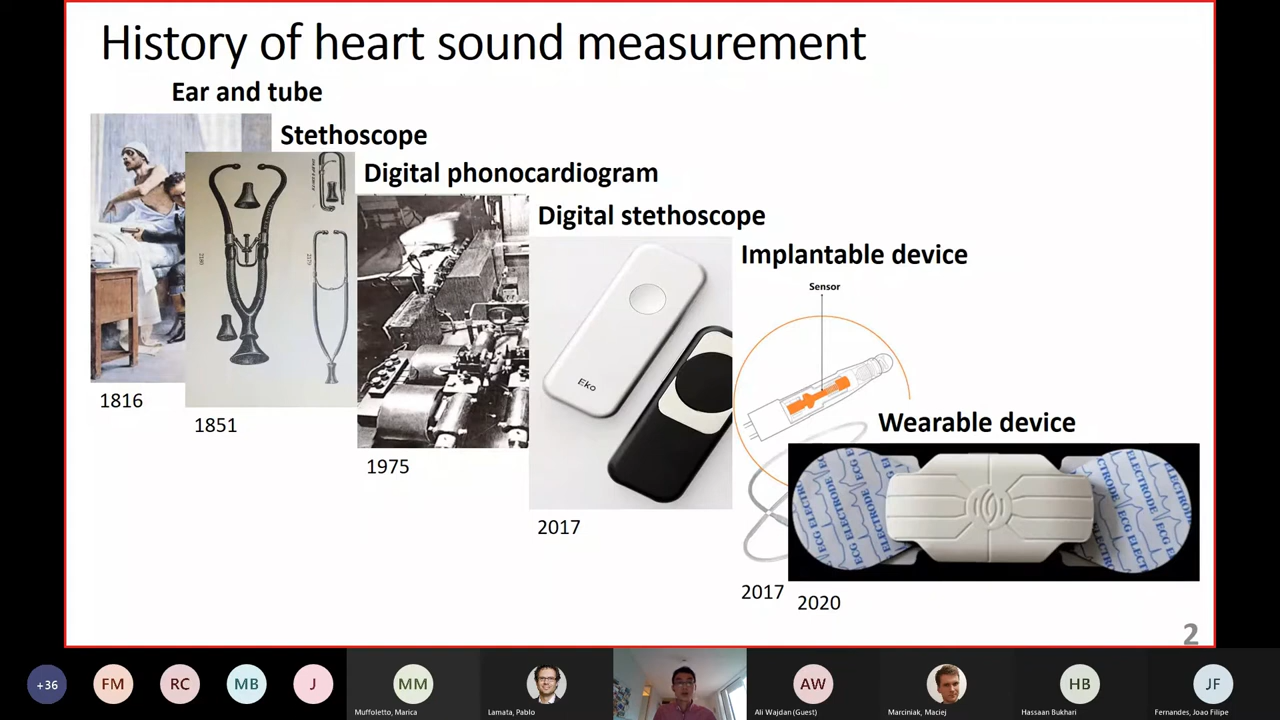 History of heart sound measurement
Ear and tube
Stethoscope
Digital phonocardiogram
Digital stethoscope
Implantable device
Sensor
Eko
Wearable device
ECG ELECTRODE
ECG ELECTRODE
1816
1851
1975
2017
2017
2020
2
+36
FM
RC
MB
J
MM
Muffoletto, Marica
Lamata, Pablo
AW
Ali Wajdan (Guest)
Marciniak, Maciej
HB
Hassaan Bukhari
JF
Fernandes, Joao Filipe